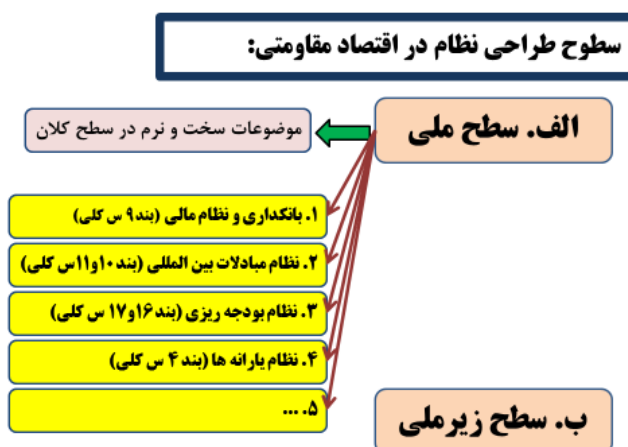 سطوح طراحی نظام در اقتصاد مقاومتی:
الف. سطح ملی
موضوعات سخت و نرم در سطح کلان
۱. بانکداری و نظام مالی (بند۹ س کلی)
۲. نظام مبادلات بین المللی (بند۱۰و۱۱س کلی)
۳. نظام بودجه ریزی (بند۱۶و۱۷ س کلی)
۴. نظام یارانه ها (بند ۴ س کلی)
۵. ...
ب. سطح زیرملی